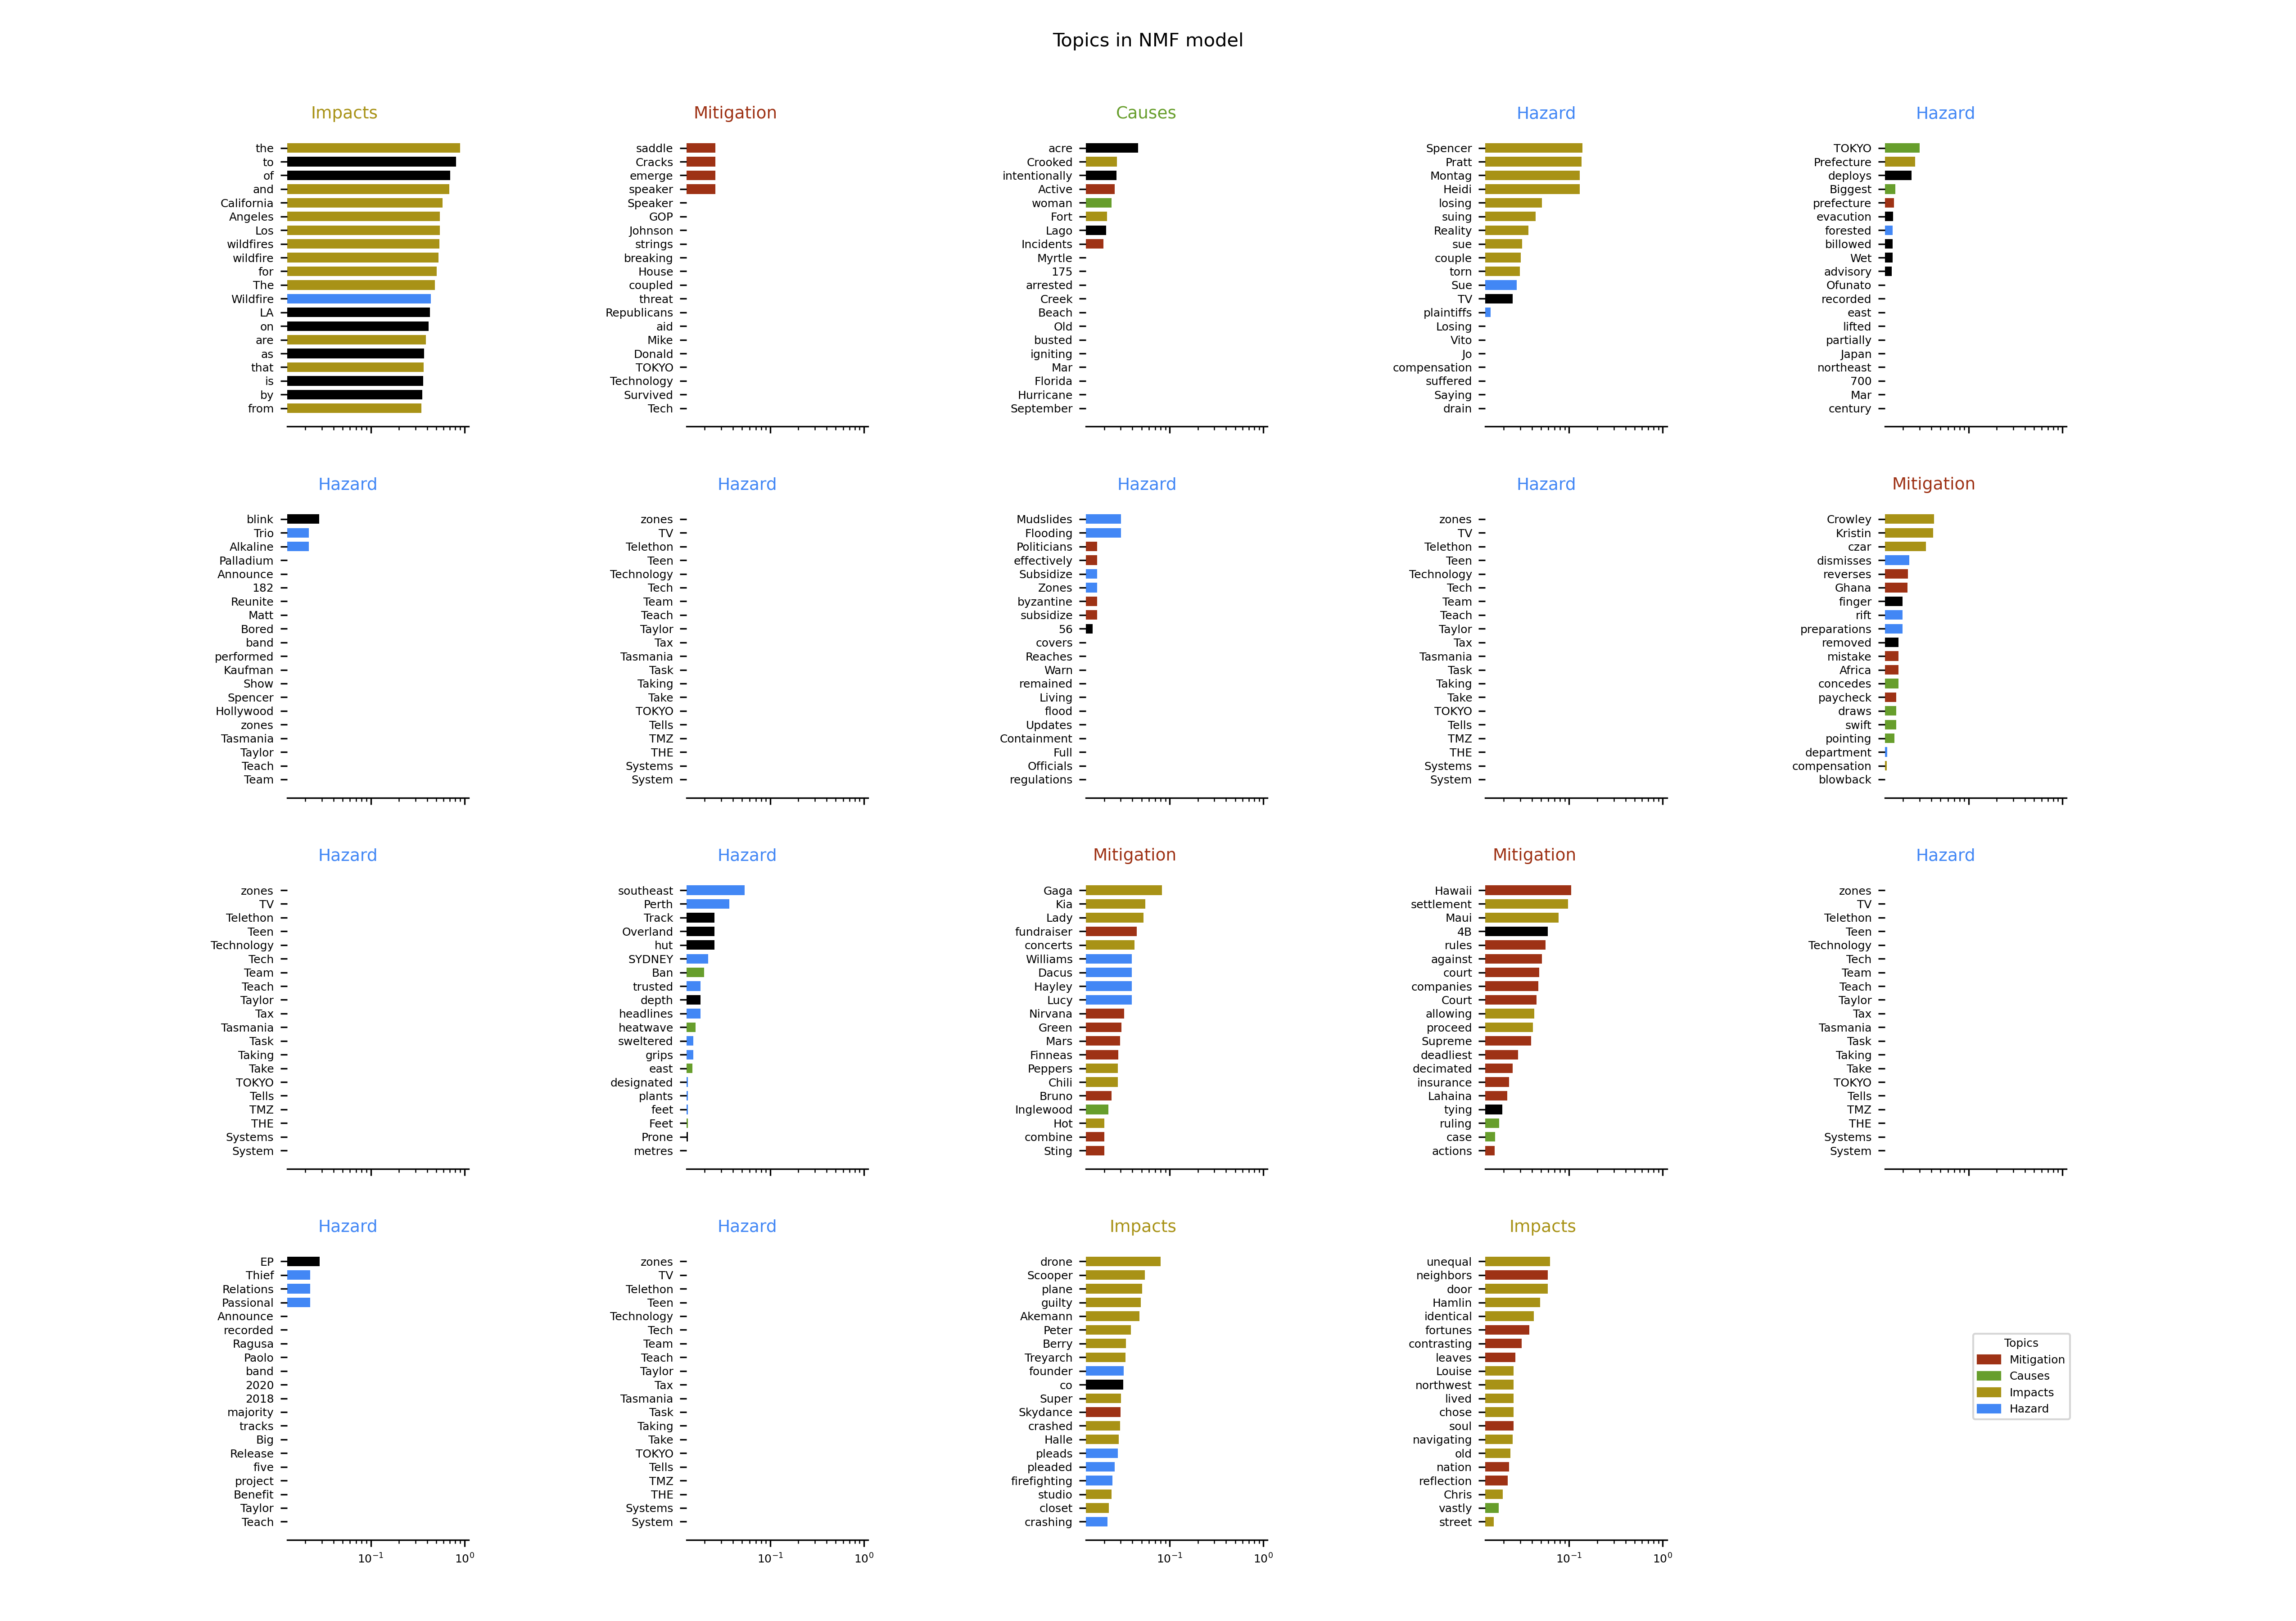 Topics in NMF model
Impacts
the
to
of
and
California
Angeles
Los
wildfires
wildfire
for
The
Wildfire
LA
on
are
as
that
is
by
from
Mitigation
saddle
Cracks
emerge
speaker
Speaker
GOP
Johnson
strings
breaking
House
coupled
threat
Republicans
aid
Mike
Donald
TOKYO
Technology
Survived
Tech
Causes
acre
Crooked
intentionally
Active
woman
Fort
Lago
Incidents
Myrtle
175
arrested
Creek
Beach
Old
busted
igniting
Mar
Florida
Hurricane
September
Hazard
Spencer
Pratt
Montag
Heidi
losing
suing
Reality
sue
couple
torn
Sue
TV
plaintiffs
Losing
Vito
Jo
compensation
suffered
Saying
drain
Hazard
TOKYO
Prefecture
deploys
Biggest
prefecture
evacution
forested
billowed
Wet
advisory
Ofunato
recorded
east
lifted
partially
Japan
northeast
700
Mar
century
Hazard
blink
Trio
Alkaline
Palladium
Announce
182
Reunite
Matt
Bored
band
performed
Kaufman
Show
Spencer
Hollywood
zones
Tasmania
Taylor
Teach
Team
Hazard
zones
TV
Telethon
Teen
Technology
Tech
Team
Teach
Taylor
Tax
Tasmania
Task
Taking
Take
TOKYO
Tells
TMZ
THE
Systems
System
Hazard
Mudslides
Flooding
Politicians
effectively
Subsidize
Zones
byzantine
subsidize
56
covers
Reaches
Warn
remained
Living
flood
Updates
Containment
Full
Officials
regulations
Hazard
zones
TV
Telethon
Teen
Technology
Tech
Team
Teach
Taylor
Tax
Tasmania
Task
Taking
Take
TOKYO
Tells
TMZ
THE
Systems
System
Mitigation
Crowley
Kristin
czar
dismisses
reverses
Ghana
finger
rift
preparations
removed
mistake
Africa
concedes
paycheck
draws
swift
pointing
department
compensation
blowback
Hazard
zones
TV
Telethon
Teen
Technology
Tech
Team
Teach
Taylor
Tax
Tasmania
Task
Taking
Take
TOKYO
Tells
TMZ
THE
Systems
System
Hazard
southeast
Perth
Track
Overland
hut
SYDNEY
Ban
trusted
depth
headlines
heatwave
sweltered
grips
east
designated
plants
feet
Feet
Prone
metres
Mitigation
Gaga
Kia
Lady
fundraiser
concerts
Williams
Dacus
Hayley
Lucy
Nirvana
Green
Mars
Finneas
Peppers
Chili
Bruno
Inglewood
Hot
combine
Sting
Mitigation
Hawaii
settlement
Maui
4B
rules
against
court
companies
Court
allowing
proceed
Supreme
deadliest
decimated
insurance
Lahaina
tying
ruling
case
actions
Hazard
zones
TV
Telethon
Teen
Technology
Tech
Team
Teach
Taylor
Tax
Tasmania
Task
Taking
Take
TOKYO
Tells
TMZ
THE
Systems
System
Hazard
EP
Thief
Relations
Passional
Announce
recorded
Ragusa
Paolo
band
2020
2018
majority
tracks
Big
Release
five
project
Benefit
Taylor
Teach
10⁻¹ 10⁰
Hazard
zones
TV
Telethon
Teen
Technology
Tech
Team
Teach
Taylor
Tax
Tasmania
Task
Taking
Take
TOKYO
Tells
TMZ
THE
Systems
System
10⁻¹ 10⁰
Impacts
drone
Scooper
plane
guilty
Akemann
Peter
Berry
Treyarch
founder
co
Super
Skydance
crashed
Halle
pleads
pleaded
firefighting
studio
closet
crashing
10⁻¹ 10⁰
Impacts
unequal
neighbors
door
Hamlin
identical
fortunes
contrasting
leaves
Louise
northwest
lived
chose
soul
navigating
old
nation
reflection
Chris
vastly
street
10⁻¹ 10⁰
Topics
Mitigation
Causes
Impacts
Hazard